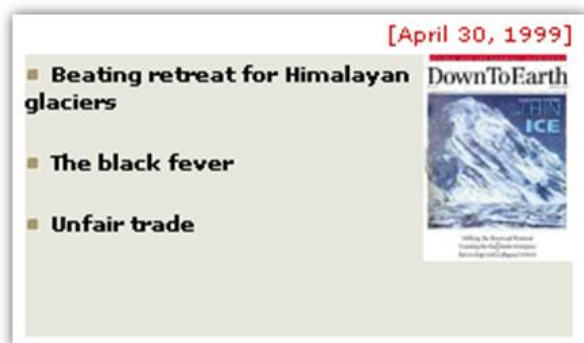 [April 30, 1999]
Beating retreat for Himalayan
glaciers
The black fever
Unfair trade
DownToEarth
THIN
ICE